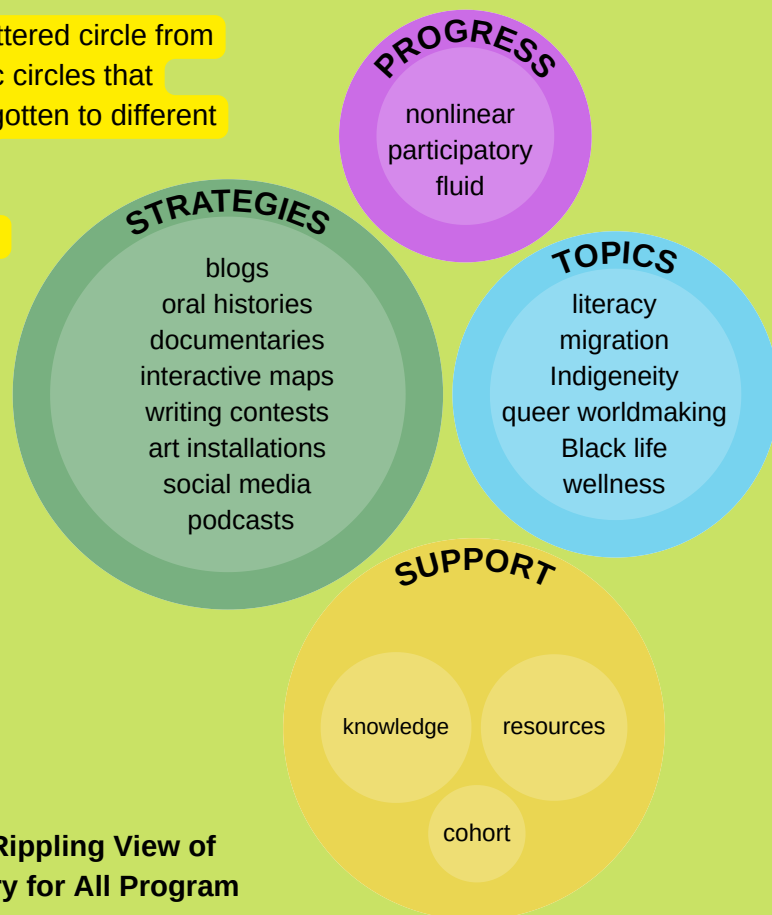 ttered circle from
c circles that
gotten to different
PROGRESS
nonlinear
participatory
fluid
STRATEGIES
blogs
oral histories
documentaries
interactive maps
writing contests
art installations
social media
podcasts
TOPICS
literacy
migration
Indigeneity
queer worldmaking
Black life
wellness
SUPPORT
knowledge
resources
cohort
Rippling View of
ry for All Program